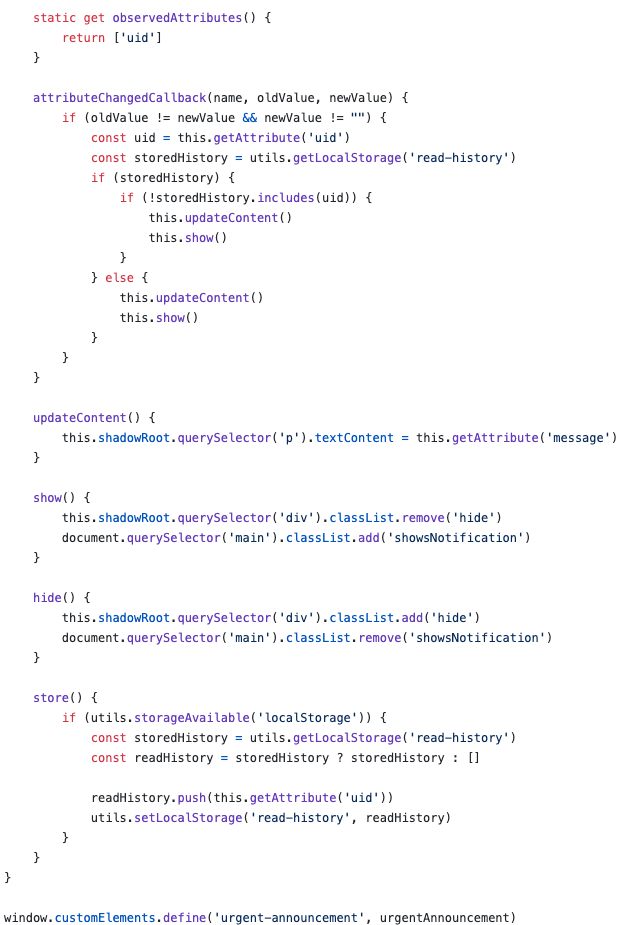 static get observedAttributes() {
return ['uid']
}
attributeChangedCallback(name, oldValue, newValue) {
if (oldValue != newValue && newValue != "") {
const uid = this.getAttribute('uid')
const storedHistory = utils.getLocalStorage('read-history')
if (storedHistory) {
if (!storedHistory.includes(uid)) {
this.updateContent()
this.show()
}
} else {
this.updateContent()
this.show()
}
}
}
updateContent() {
this.shadowRoot.querySelector('p').textContent = this.getAttribute('message')
}
show() {
this.shadowRoot.querySelector('div').classList.remove('hide')
document.querySelector('main').classList.add('showsNotification')
}
hide() {
this.shadowRoot.querySelector('div').classList.add('hide')
document.querySelector('main').classList.remove('showsNotification')
}
store() {
if (utils.storageAvailable('localStorage')) {
const storedHistory = utils.getLocalStorage('read-history')
const readHistory = storedHistory ? storedHistory : []
readHistory.push(this.getAttribute('uid'))
utils.setLocalStorage('read-history', readHistory)
}
}
}
window.customElements.define('urgent-announcement', urgentAnnouncement)